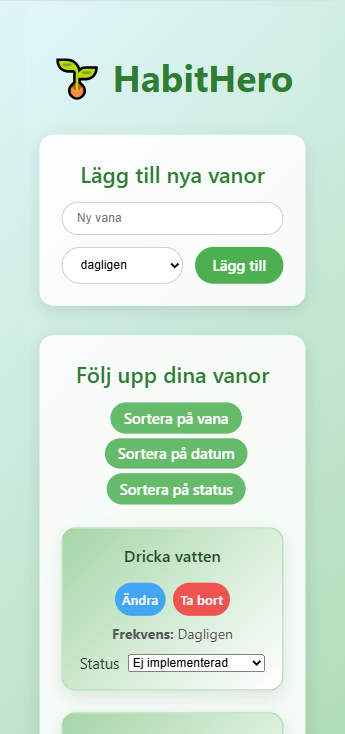 HabitHero
Lägg till nya vanor
Ny vana
dagligen
Lägg till
Följ upp dina vanor
Sortera på vana
Sortera på datum
Sortera på status
Dricka vatten
Ändra
Ta bort
Frekvens: Dagligen
Status
Ej implementerad